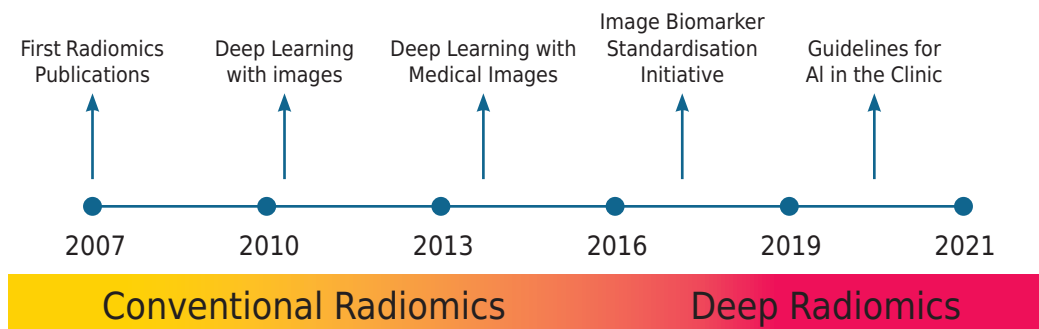 First Radiomics
Publications
Deep Learning
with images
Deep Learning with
Medical Images
Image Biomarker
Standardisation
Initiative
Guidelines for
AI in the Clinic
2007
2010
2013
2016
2019
2021
Conventional Radiomics
Deep Radiomics